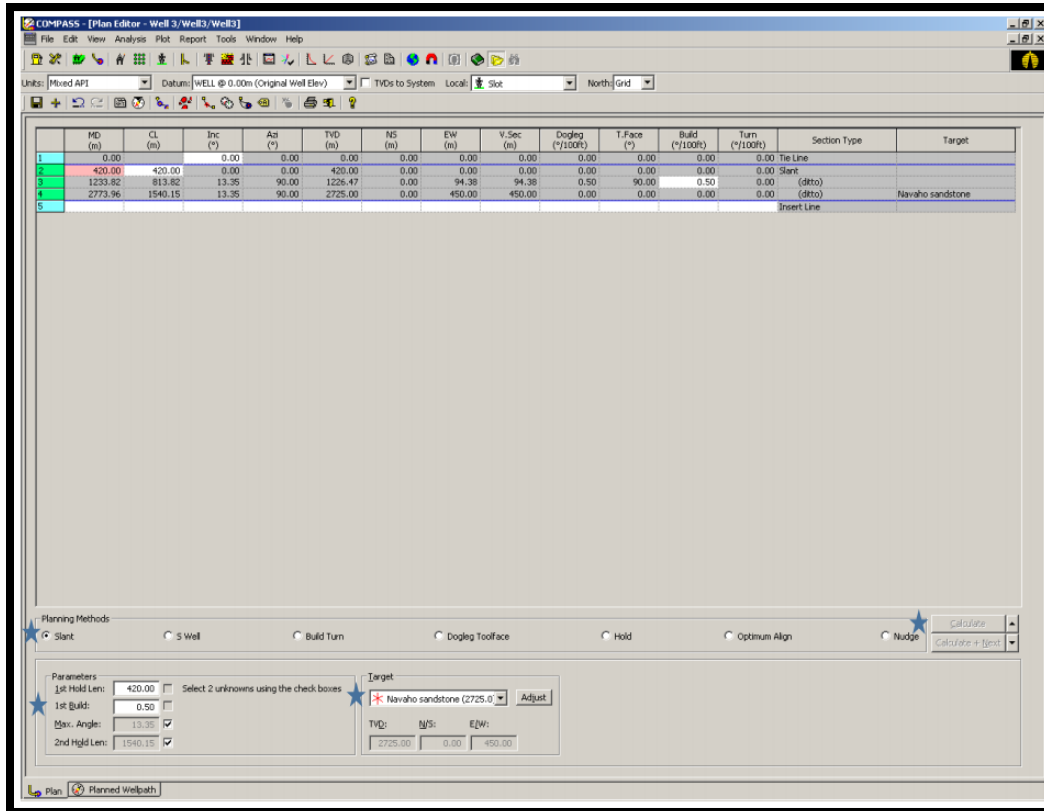 COMPASS - [Plan Editor - Well 3/Well3/Well3]
File Edit View Analysis Plot Report Tools Window Help
Units: Mixed API Datum: WELL @ 0.00m (Original Well Elev) TVDs to System Local: Slot North: Grid
MD (m) CL (m) Inc (°) Azi (°) TVD (m) NS (m) EW (m) V.Sec (m) Dogleg (°/100ft) T.Face (°) Build (°/100ft) Turn (°/100ft) Section Type Target
1 0.00 0.00 0.00 0.00 0.00 0.00 0.00 0.00 0.00 0.00 0.00 Tie Line
2 420.00 420.00 0.00 0.00 420.00 0.00 0.00 0.00 0.00 0.00 0.00 0.00 Slant
3 1233.82 813.82 13.35 90.00 1226.47 0.00 94.38 94.38 0.50 90.00 0.50 0.00 (ditto)
4 2773.96 1540.15 13.35 90.00 2725.00 0.00 450.00 450.00 0.00 0.00 0.00 0.00 (ditto) Navaho sandstone
5 Insert Line
Planning Methods
Slant S Well Build Turn Dogleg Toolface Hold Optimum Align Nudge
Calculate
Calculate + Next
Parameters
1st Hold Len: 420.00 Select 2 unknowns using the check boxes
1st Build: 0.50
Max. Angle: 13.35
2nd Hold Len: 1540.15
Target
Navaho sandstone (2725.0 Adjust
TVD: N/S: E/W:
2725.00 0.00 450.00
Plan Planned Wellpath